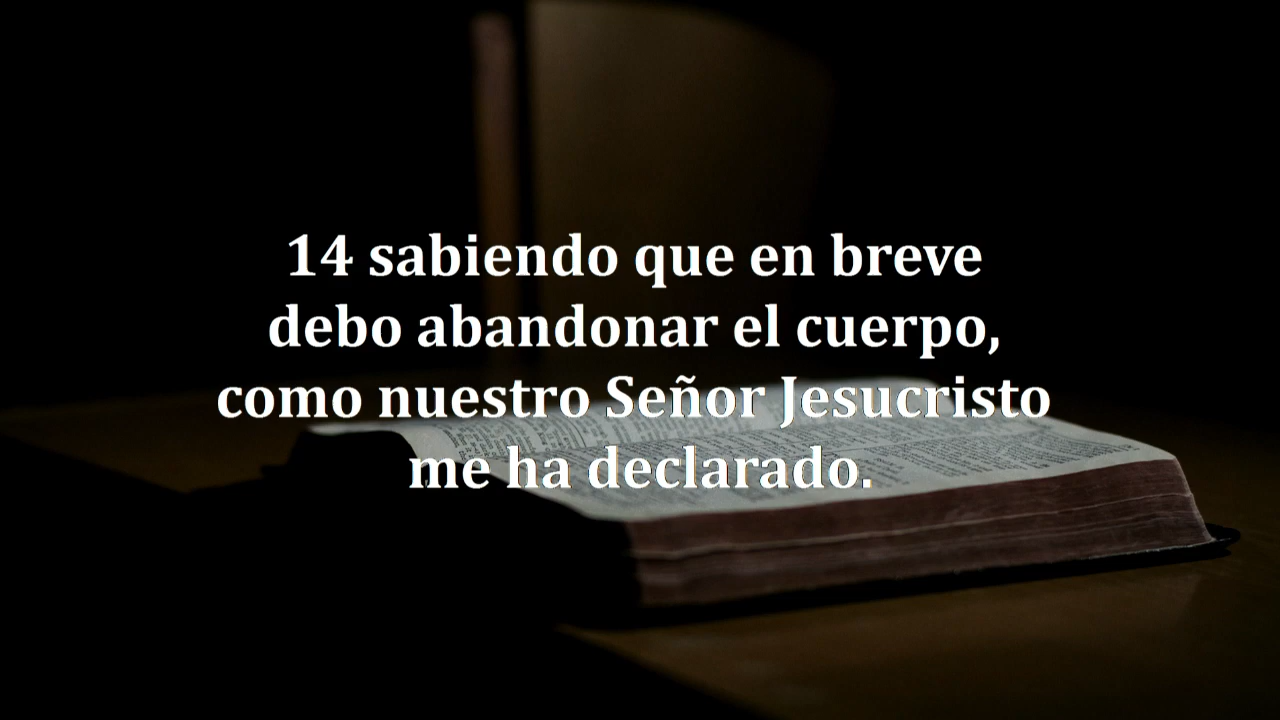 14 sabiendo que en breve
debo abandonar el cuerpo,
como nuestro Señor Jesucristo
me ha declarado.